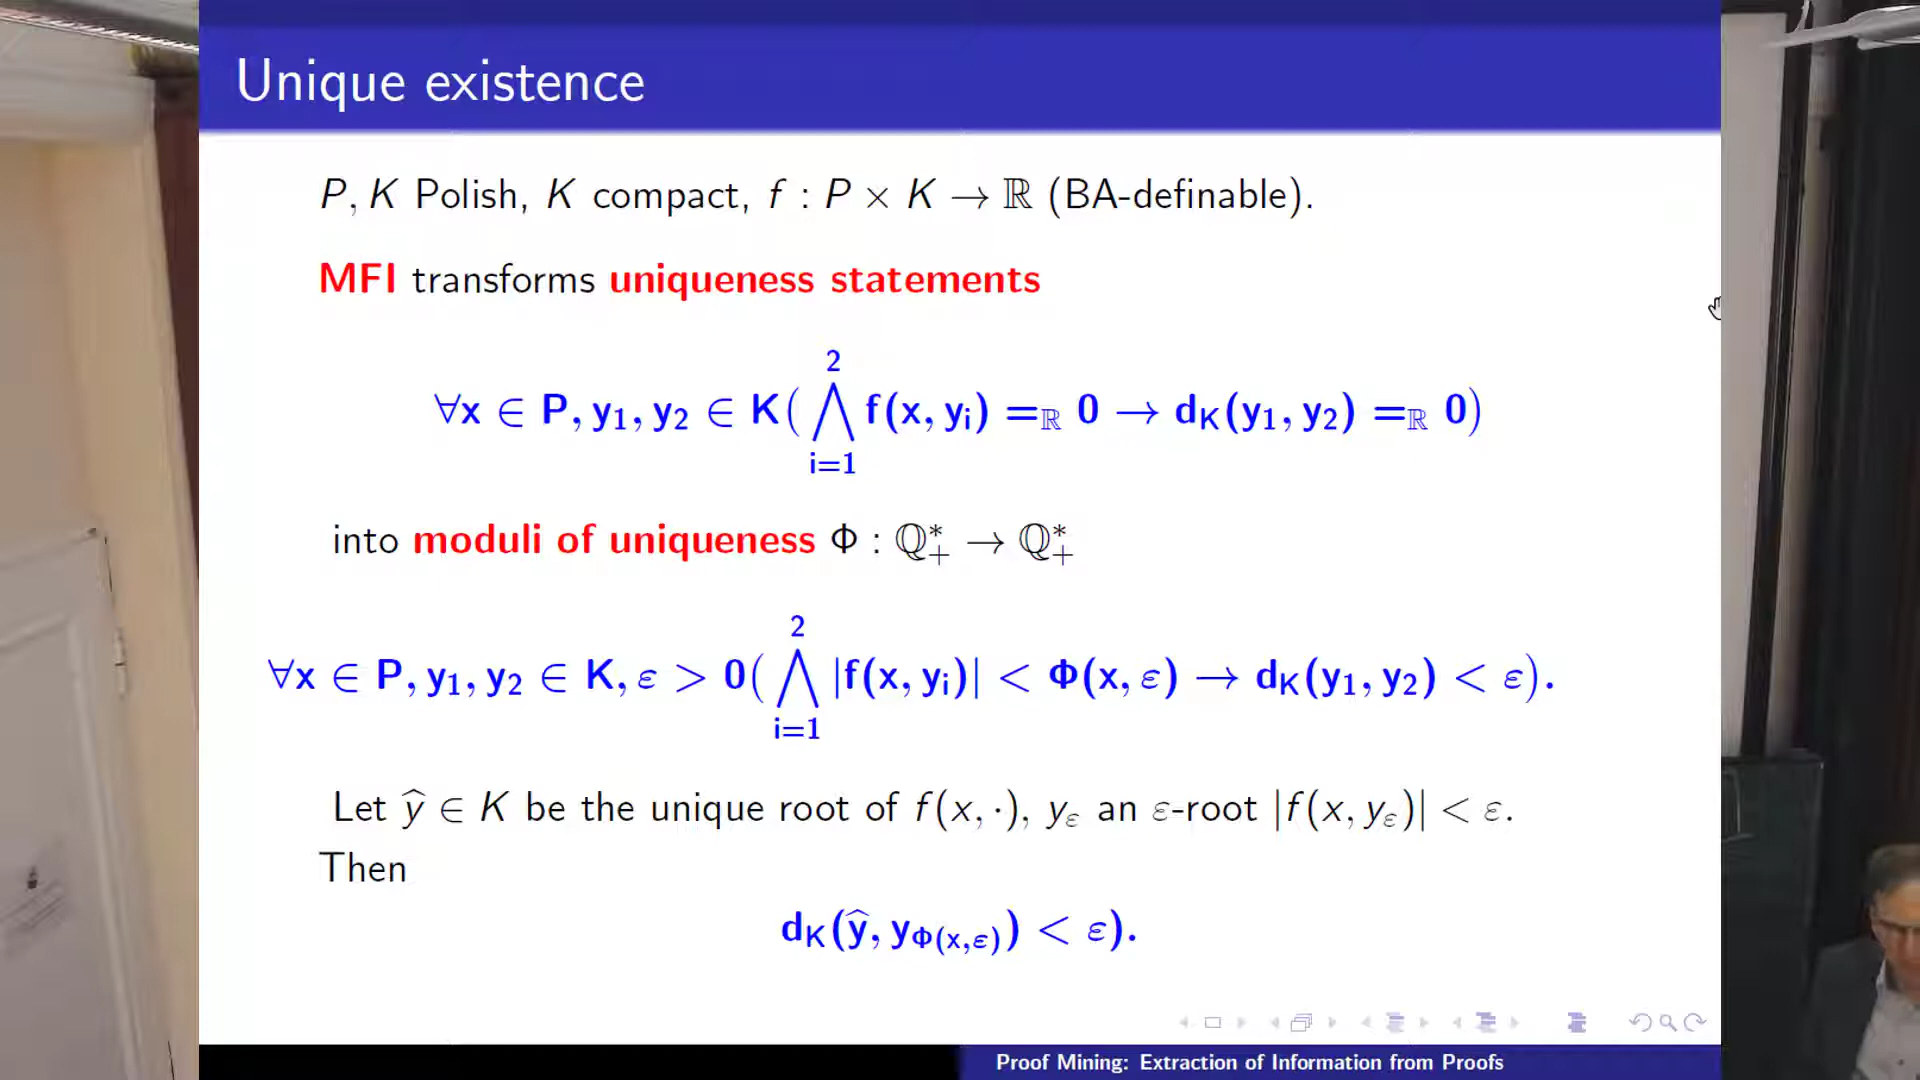 Unique existence
P, K Polish, K compact, f : P × K → ℝ (BA-definable).
MFI transforms uniqueness statements
∀x ∈ P, y₁, y₂ ∈ K( ⋀_{i=1}^{2} f(x, yᵢ) =_ℝ 0 → d_K(y₁, y₂) =_ℝ 0)
into moduli of uniqueness Φ : ℚ₊* → ℚ₊*
∀x ∈ P, y₁, y₂ ∈ K, ε > 0( ⋀_{i=1}^{2} |f(x, yᵢ)| < Φ(x, ε) → d_K(y₁, y₂) < ε).
Let ŷ ∈ K be the unique root of f(x, ·), y_ε an ε-root |f(x, y_ε)| < ε.
Then
d_K(ŷ, y_{Φ(x,ε)}) < ε).
Proof Mining: Extraction of Information from Proofs